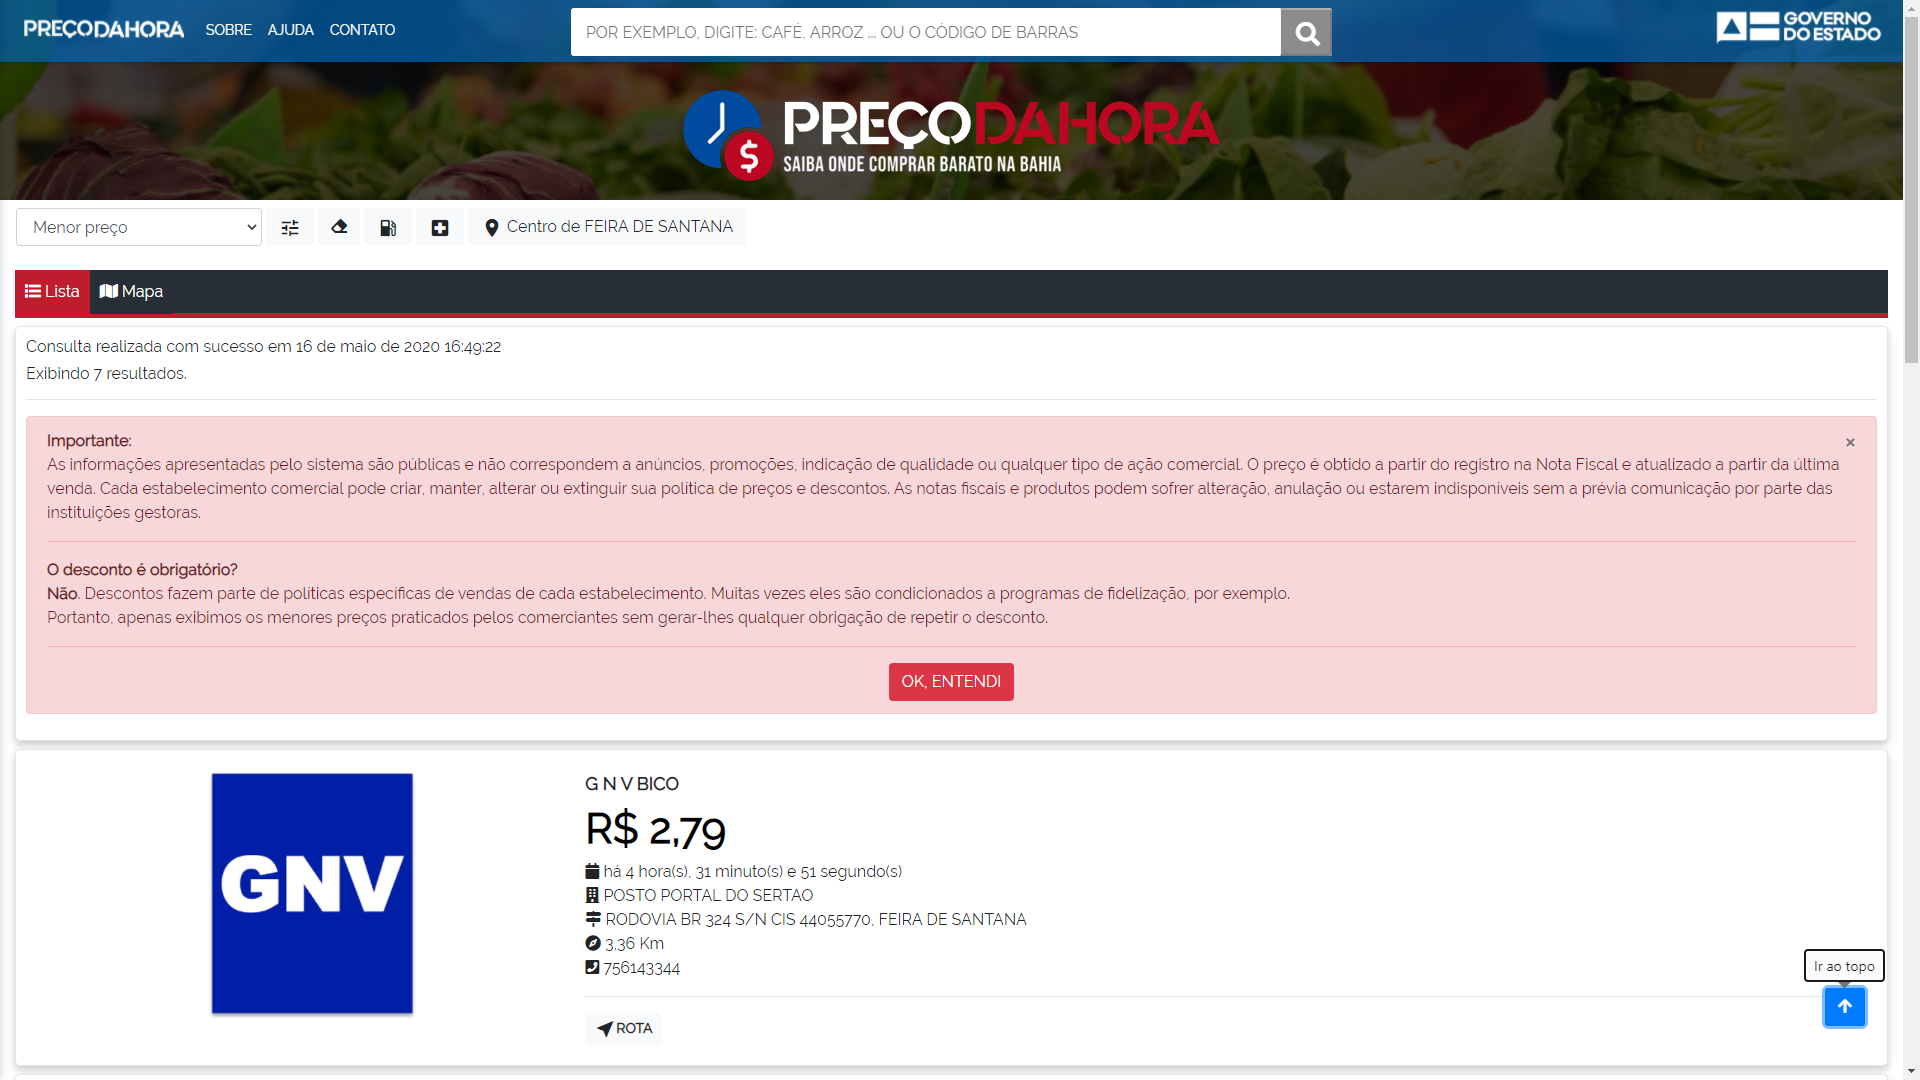 PREÇODAHORA SOBRE AJUDA CONTATO POR EXEMPLO, DIGITE: CAFÉ, ARROZ ... OU O CÓDIGO DE BARRAS GOVERNO
DO ESTADO
PREÇODAHORA
SAIBA ONDE COMPRAR BARATO NA BAHIA
$
Menor preço Centro de FEIRA DE SANTANA
Lista Mapa
Consulta realizada com sucesso em 16 de maio de 2020 16:49:22
Exibindo 7 resultados.
Importante: ×
As informações apresentadas pelo sistema são públicas e não correspondem a anúncios, promoções, indicação de qualidade ou qualquer tipo de ação comercial. O preço é obtido a partir do registro na Nota Fiscal e atualizado a partir da última
venda. Cada estabelecimento comercial pode criar, manter, alterar ou extinguir sua política de preços e descontos. As notas fiscais e produtos podem sofrer alteração, anulação ou estarem indisponíveis sem a prévia comunicação por parte das
instituições gestoras.
O desconto é obrigatório?
Não. Descontos fazem parte de políticas específicas de vendas de cada estabelecimento. Muitas vezes eles são condicionados a programas de fidelização, por exemplo.
Portanto, apenas exibimos os menores preços praticados pelos comerciantes sem gerar-lhes qualquer obrigação de repetir o desconto.
OK, ENTENDI
GNV
G N V BICO
R$ 2,79
há 4 hora(s), 31 minuto(s) e 51 segundo(s)
POSTO PORTAL DO SERTAO
RODOVIA BR 324 S/N CIS 44055770, FEIRA DE SANTANA
3,36 Km
756143344
Ir ao topo
ROTA